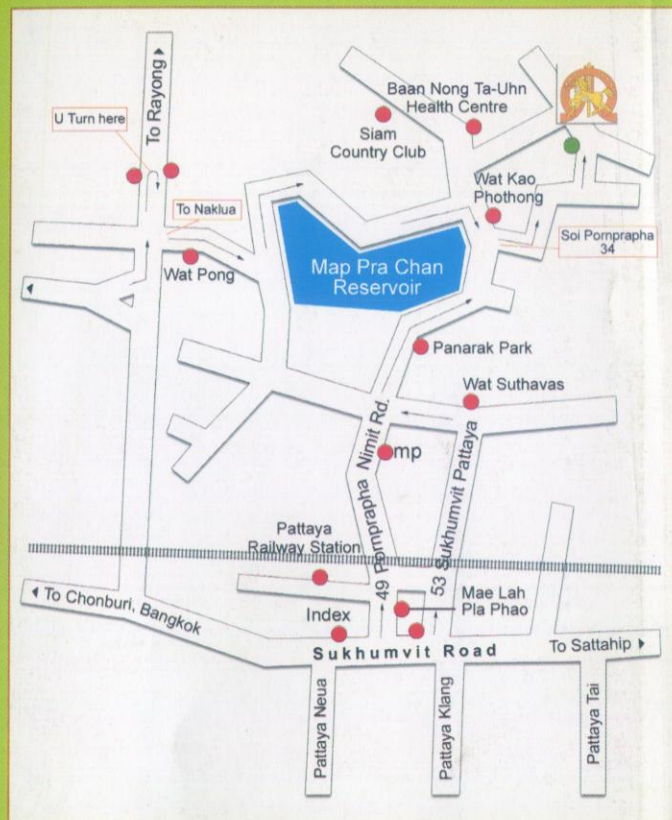 To Rayong
Baan Nong Ta-Uhn
Health Centre
U Turn here
Siam
Country Club
Wat Kao
Phothong
To Naklua
Soi Pornprapha
34
Wat Pong
Map Pra Chan
Reservoir
Panarak Park
Wat Suthavas
49 Pornprapha Nimit Rd.
mp
53 Sukhumvit Pattaya
Pattaya
Railway Station
To Chonburi, Bangkok
Mae Lah
Pla Phao
Index
Sukhumvit Road
To Sattahip
Pattaya Neua
Pattaya Klang
Pattaya Tai